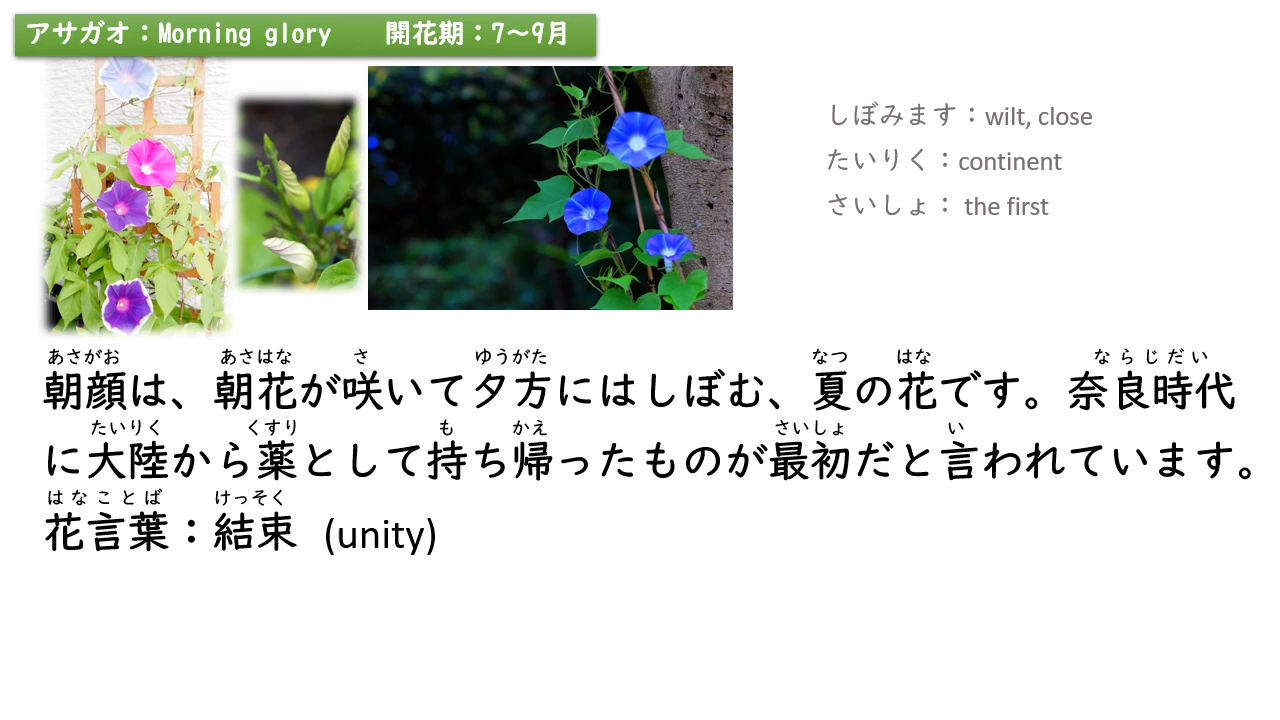 アサガオ：Morning glory　　開花期：7～9月
しぼみます：wilt, close
たいりく：continent
さいしょ： the first
あさがお　あさはな　さ　ゆうがた　なつ　はな　ならじだい
朝顔は、朝花が咲いて夕方にはしぼむ、夏の花です。奈良時代
たいりく　くすり　も　かえ　さいしょ　い
に大陸から薬として持ち帰ったものが最初だと言われています。
はなことば　けっそく
花言葉：結束 (unity)